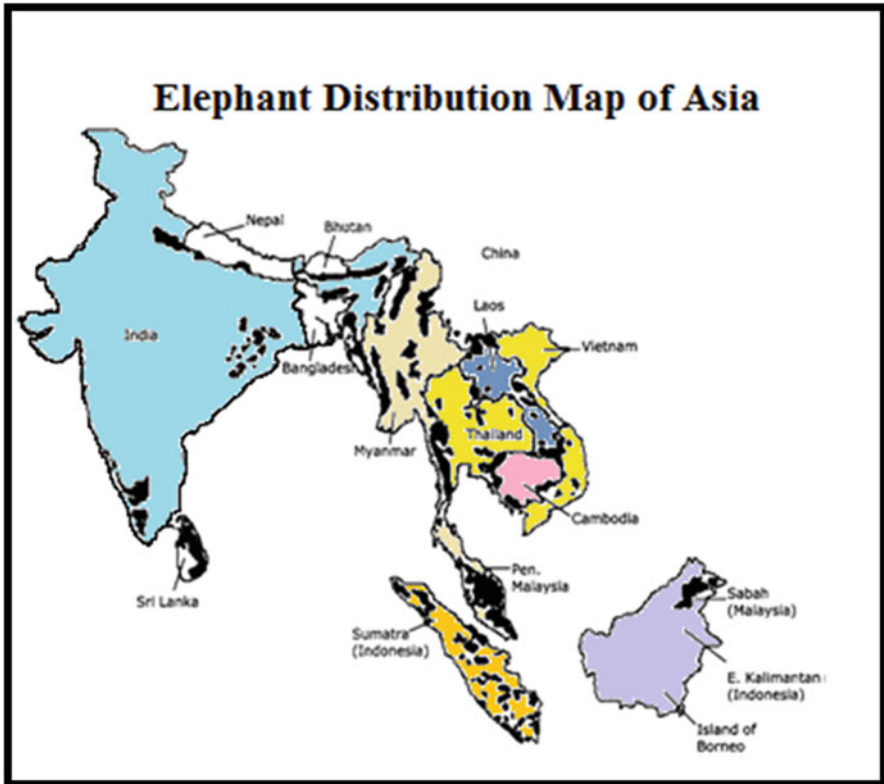 Elephant Distribution Map of Asia
Nepal
Bhutan
China
Laos
India
Vietnam
Bangladesh
Thailand
Myanmar
Cambodia
Pen.
Malaysia
Sri Lanka
Sabah
(Malaysia)
Sumatra
(Indonesia)
E. Kalimantan
(Indonesia)
Island of
Borneo